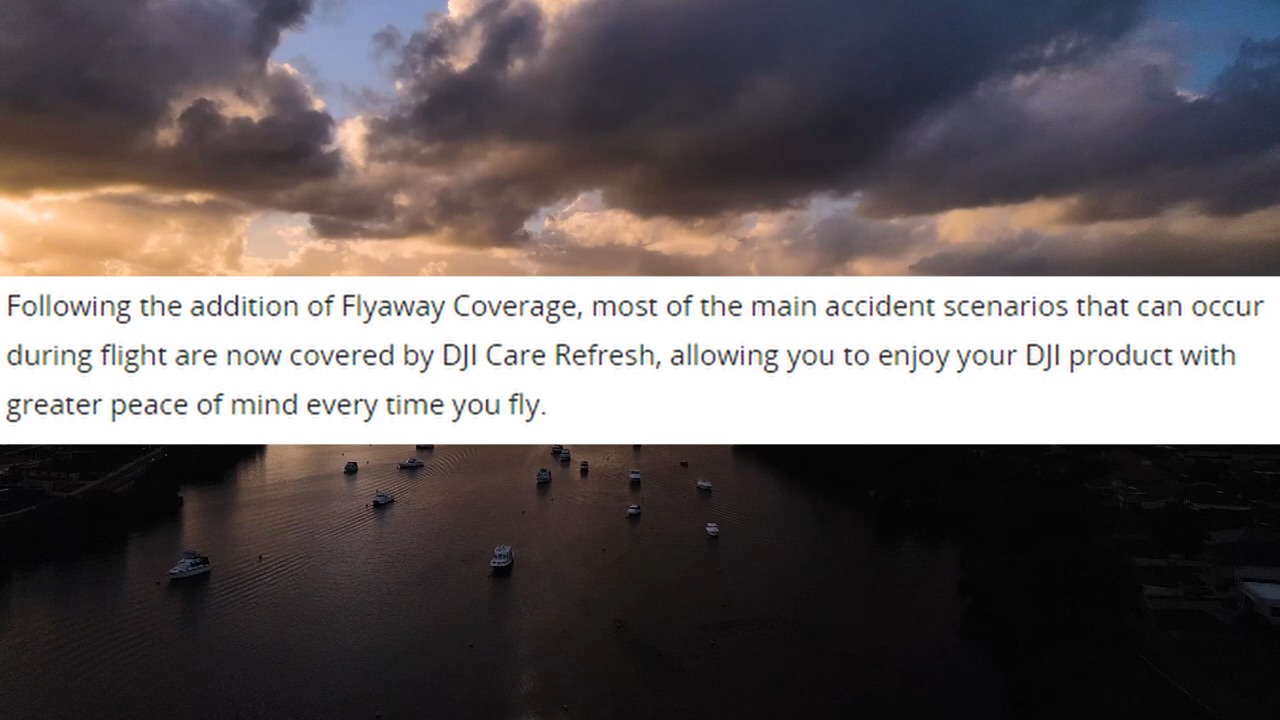 Following the addition of Flyaway Coverage, most of the main accident scenarios that can occur
during flight are now covered by DJI Care Refresh, allowing you to enjoy your DJI product with
greater peace of mind every time you fly.